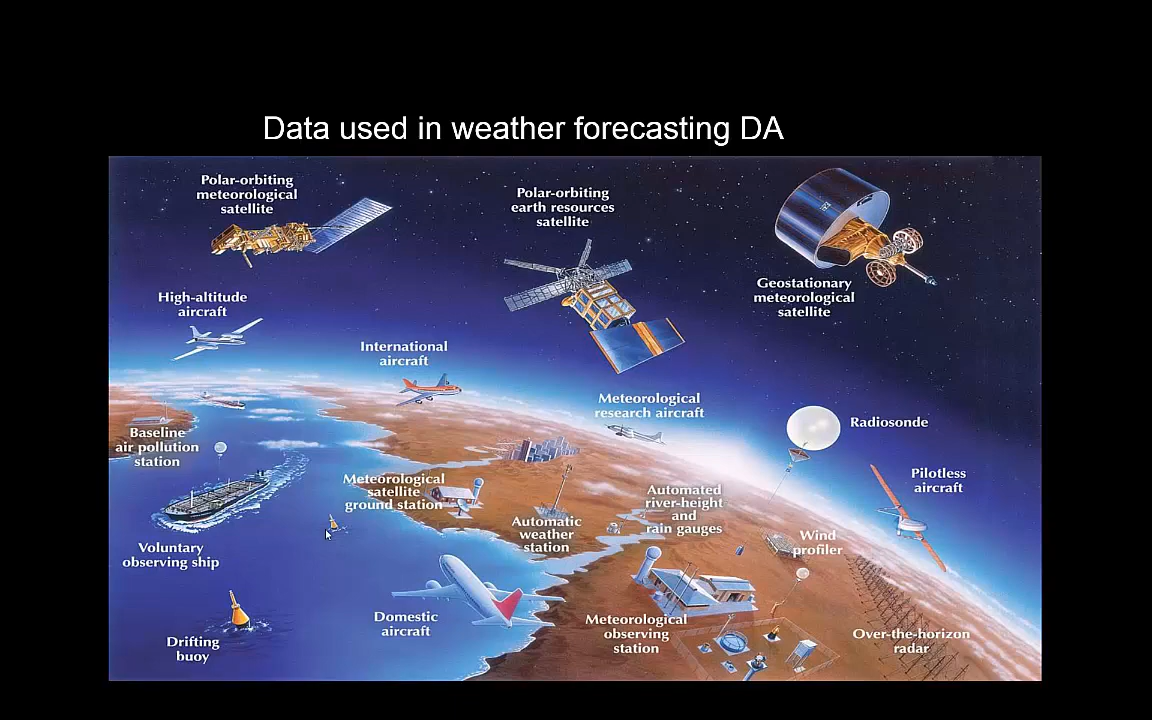 Data used in weather forecasting DA
Polar-orbiting
meteorological
satellite
Polar-orbiting
earth resources
satellite
Geostationary
meteorological
satellite
High-altitude
aircraft
International
aircraft
Meteorological
research aircraft
Radiosonde
Baseline
air pollution
station
Pilotless
aircraft
Meteorological
satellite
ground station
Automated
river-height
and
rain gauges
Automatic
weather
station
Wind
profiler
Voluntary
observing ship
Domestic
aircraft
Meteorological
observing
station
Over-the-horizon
radar
Drifting
buoy